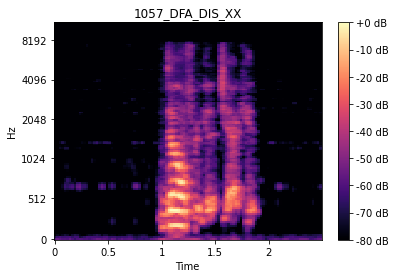 1057_DFA_DIS_XX
Hz
8192
4096
2048
1024
512
0
0
0.5
1
1.5
2
Time
+0 dB
-10 dB
-20 dB
-30 dB
-40 dB
-50 dB
-60 dB
-70 dB
-80 dB